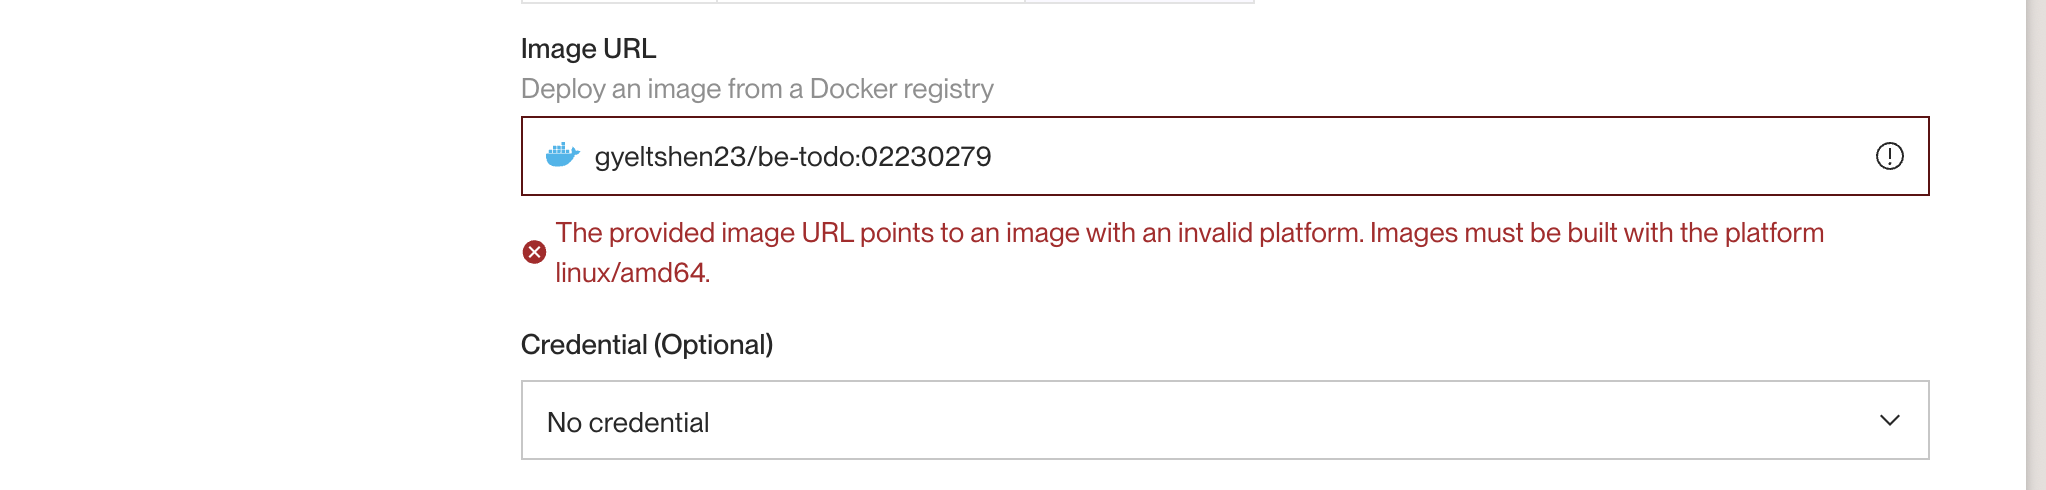 Image URL
Deploy an image from a Docker registry
gyeltshen23/be-todo:02230279
The provided image URL points to an image with an invalid platform. Images must be built with the platform
linux/amd64.
Credential (Optional)
No credential